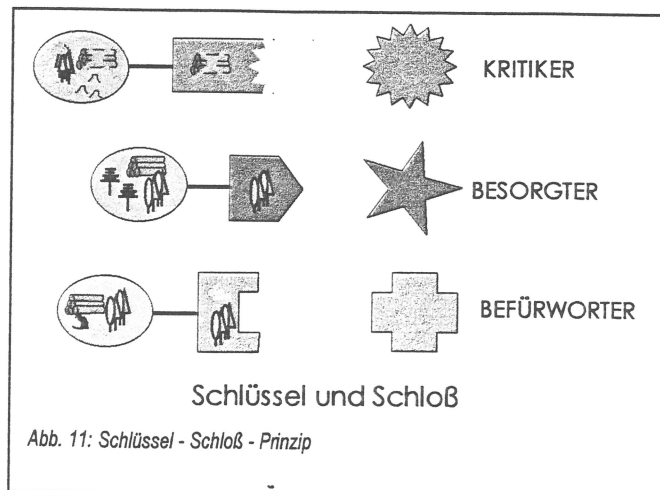 KRITIKER
BESORGTER
BEFÜRWORTER
Schlüssel und Schloß
Abb. 11: Schlüssel - Schloß - Prinzip